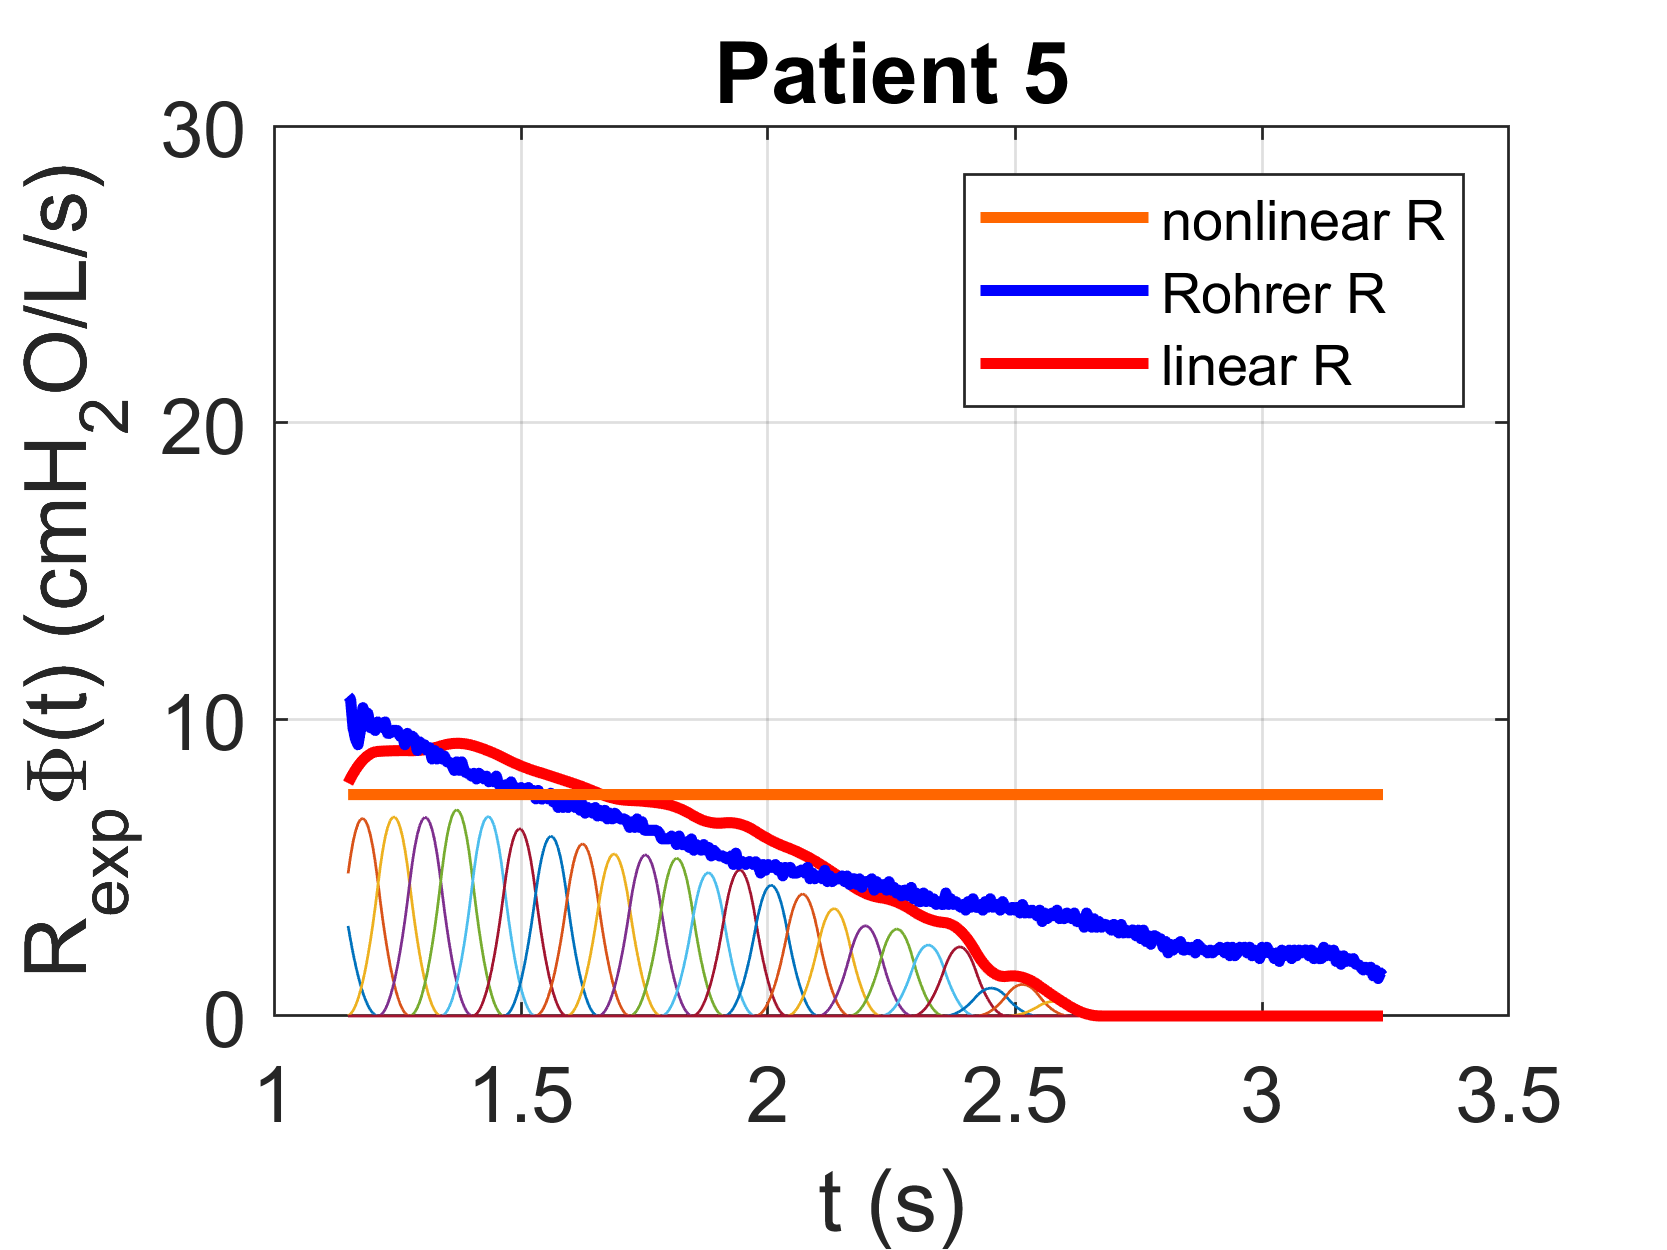 Patient 5
30
20
10
0
R_exp Φ(t) (cmH_2O/L/s)
nonlinear R
Rohrer R
linear R
1
1.5
2
2.5
3
3.5
t (s)